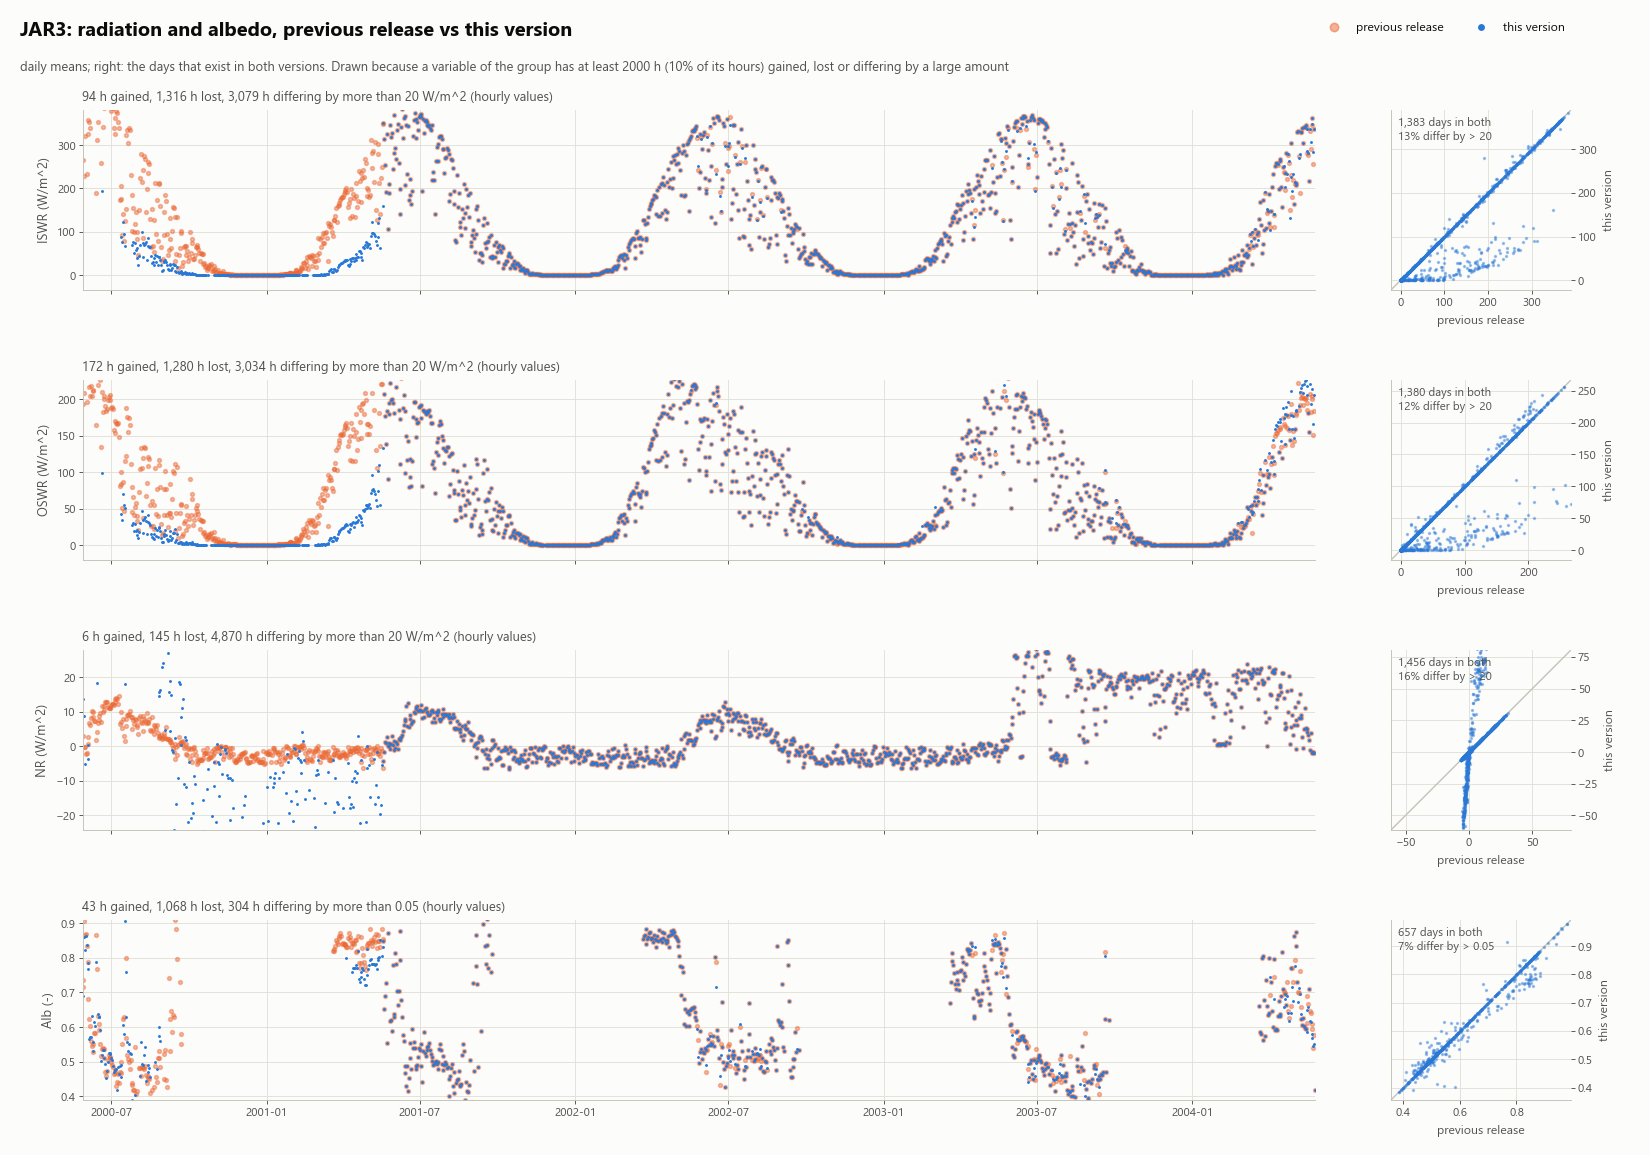 JAR3: radiation and albedo, previous release vs this version
previous release
this version
daily means; right: the days that exist in both versions. Drawn because a variable of the group has at least 2000 h (10% of its hours) gained, lost or differing by a large amount
94 h gained, 1,316 h lost, 3,079 h differing by more than 20 W/m^2 (hourly values)
ISWR (W/m^2)
300
200
100
0
1,383 days in both
13% differ by > 20
300
200
100
0
this version
0 100 200 300
previous release
172 h gained, 1,280 h lost, 3,034 h differing by more than 20 W/m^2 (hourly values)
OSWR (W/m^2)
200
150
100
50
0
1,380 days in both
12% differ by > 20
250
200
150
100
50
0
this version
0 100 200
previous release
6 h gained, 145 h lost, 4,870 h differing by more than 20 W/m^2 (hourly values)
NR (W/m^2)
20
10
0
−10
−20
1,456 days in both
16% differ by > 20
75
50
25
0
−25
−50
this version
−50 0 50
previous release
43 h gained, 1,068 h lost, 304 h differing by more than 0.05 (hourly values)
Alb (-)
0.9
0.8
0.7
0.6
0.5
0.4
2000-07 2001-01 2001-07 2002-01 2002-07 2003-01 2003-07 2004-01
657 days in both
7% differ by > 0.05
0.9
0.8
0.7
0.6
0.5
0.4
this version
0.4 0.6 0.8
previous release